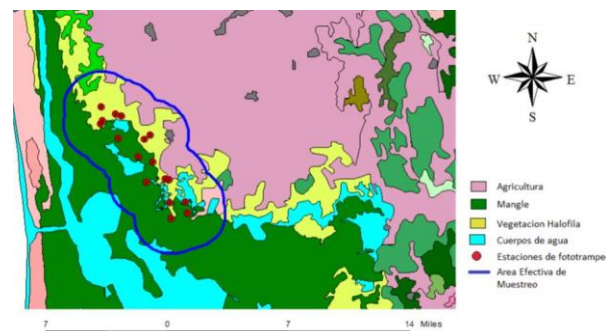 N
W E
S
Agricultura
Mangle
Vegetacion Halofila
Cuerpos de agua
Estaciones de fototrampe
Area Efectiva de
Muestreo
7 0 7 14 Miles